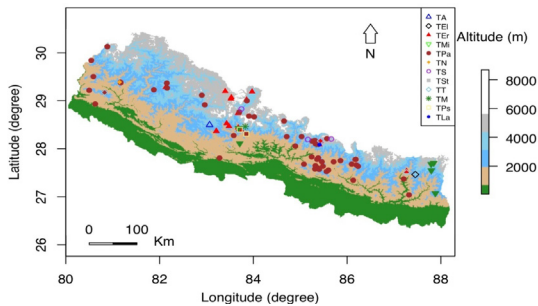 Altitude (m)
N
TA
TEl
TEr
TMi
TPa
TN
TS
TSt
TT
TM
TPs
TLa
8000
6000
4000
2000
Latitude (degree)
31
30
29
28
27
26
0 100
Km
80 82 84 86 88
Longitude (degree)